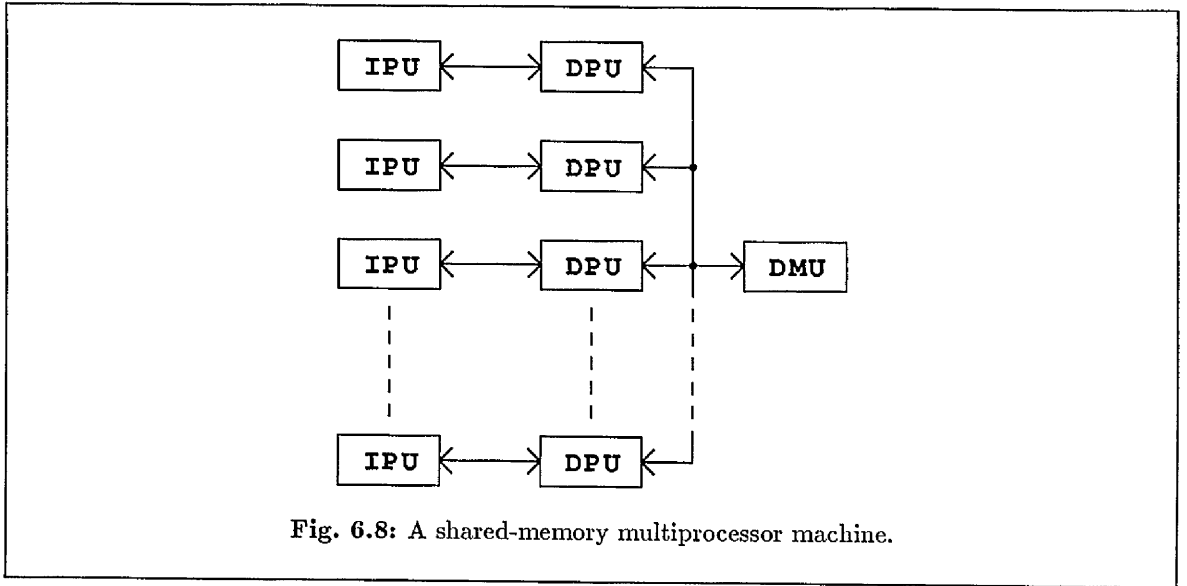 IPU DPU
IPU DPU
IPU DPU DMU
IPU DPU
Fig. 6.8: A shared-memory multiprocessor machine.